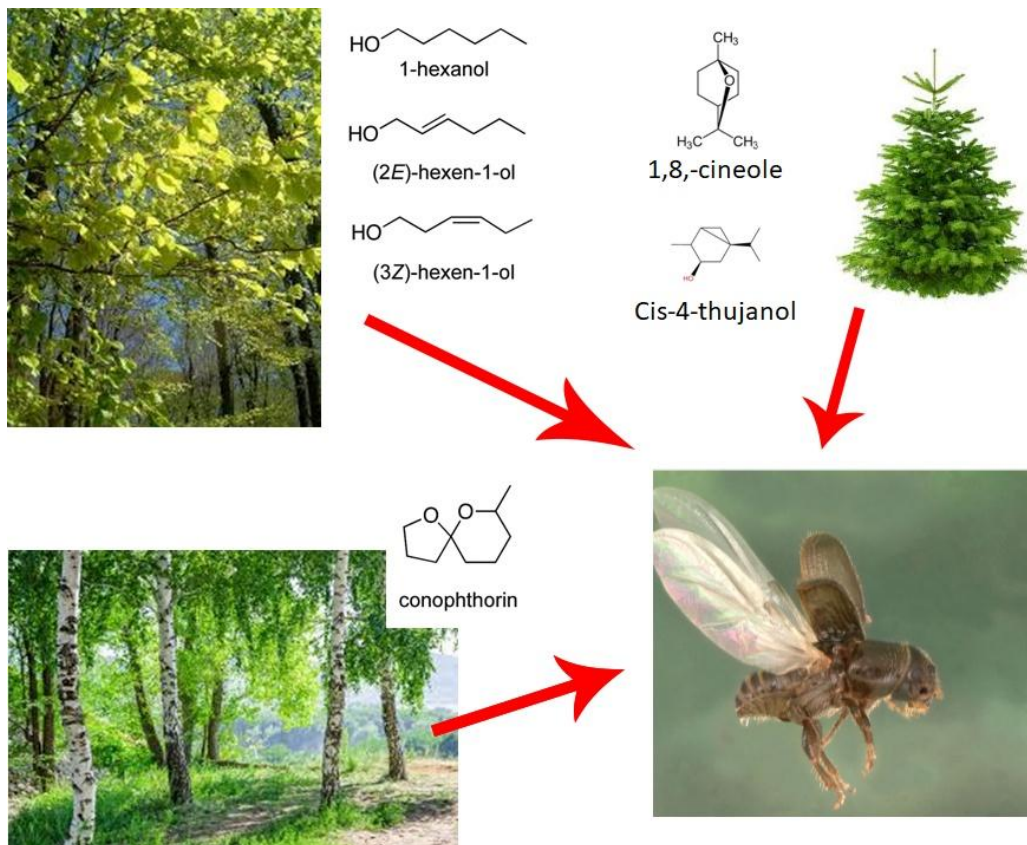 HO
1-hexanol
HO
(2E)-hexen-1-ol
HO
(3Z)-hexen-1-ol
CH3
O
H3C CH3
1,8,-cineole
HO
Cis-4-thujanol
O O
conophthorin